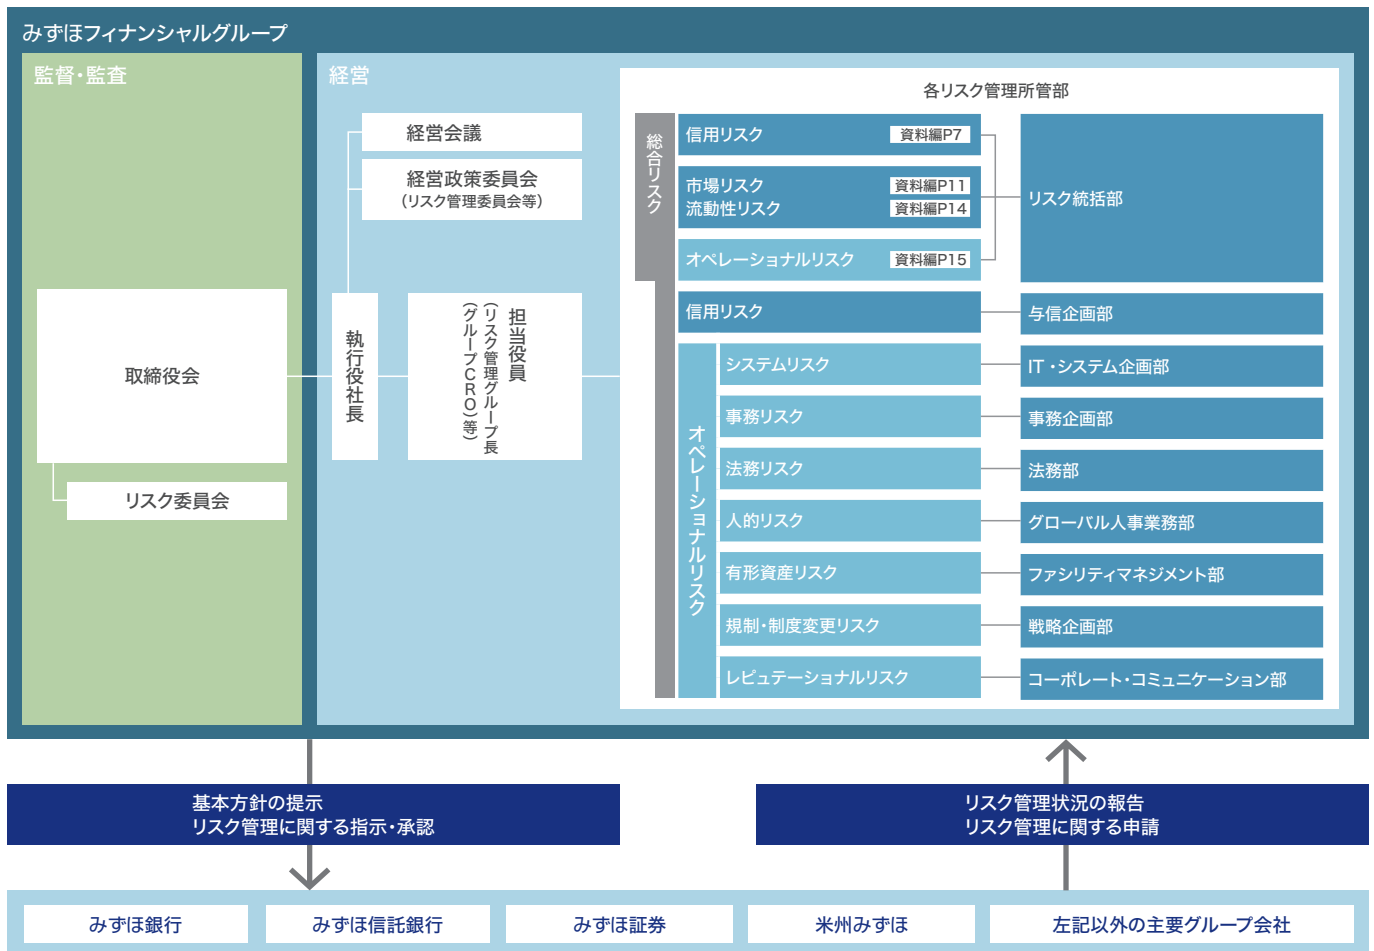 みずほフィナンシャルグループ
監督・監査
経営
各リスク管理所管部
経営会議
経営政策委員会
（リスク管理委員会等）
取締役会
リスク委員会
執行役社長
担当役員
（リスク管理グループ長
（グループCRO）等）
総合リスク
信用リスク 資料編P7
市場リスク 資料編P11
流動性リスク 資料編P14
オペレーショナルリスク 資料編P15
リスク統括部
信用リスク
与信企画部
オペレーショナルリスク
システムリスク
IT・システム企画部
事務リスク
事務企画部
法務リスク
法務部
人的リスク
グローバル人事業務部
有形資産リスク
ファシリティマネジメント部
規制・制度変更リスク
戦略企画部
レピュテーショナルリスク
コーポレート・コミュニケーション部
基本方針の提示
リスク管理に関する指示・承認
リスク管理状況の報告
リスク管理に関する申請
みずほ銀行
みずほ信託銀行
みずほ証券
米州みずほ
左記以外の主要グループ会社